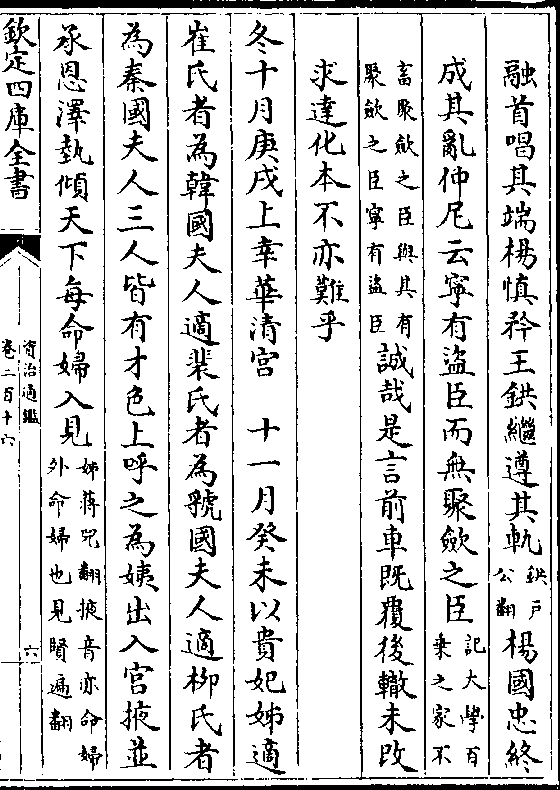 融首唱其端楊慎矜王鉷繼遵其軌鉷戶公翻楊國忠終
成其亂仲尼云寧有盜臣而無聚斂之臣記大學百乗之家不
畜聚斂之臣與其有聚斂之臣寧有盜臣誠哉是言前車既覆後轍未改
求達化本不亦難乎
冬十月庚戌上幸華清宮　十一月癸未以貴妃姊適
崔氏者為韓國夫人適裴氏者為虢國夫人適柳氏者
為秦國夫人三人皆有才色上呼之為姨出入宮掖並
承恩澤埶傾天下每命婦入見姊蔣兕翻掖音亦命婦外命婦也見賢遍翻
欽定四庫全書
資治通鑑
卷二百十六
六